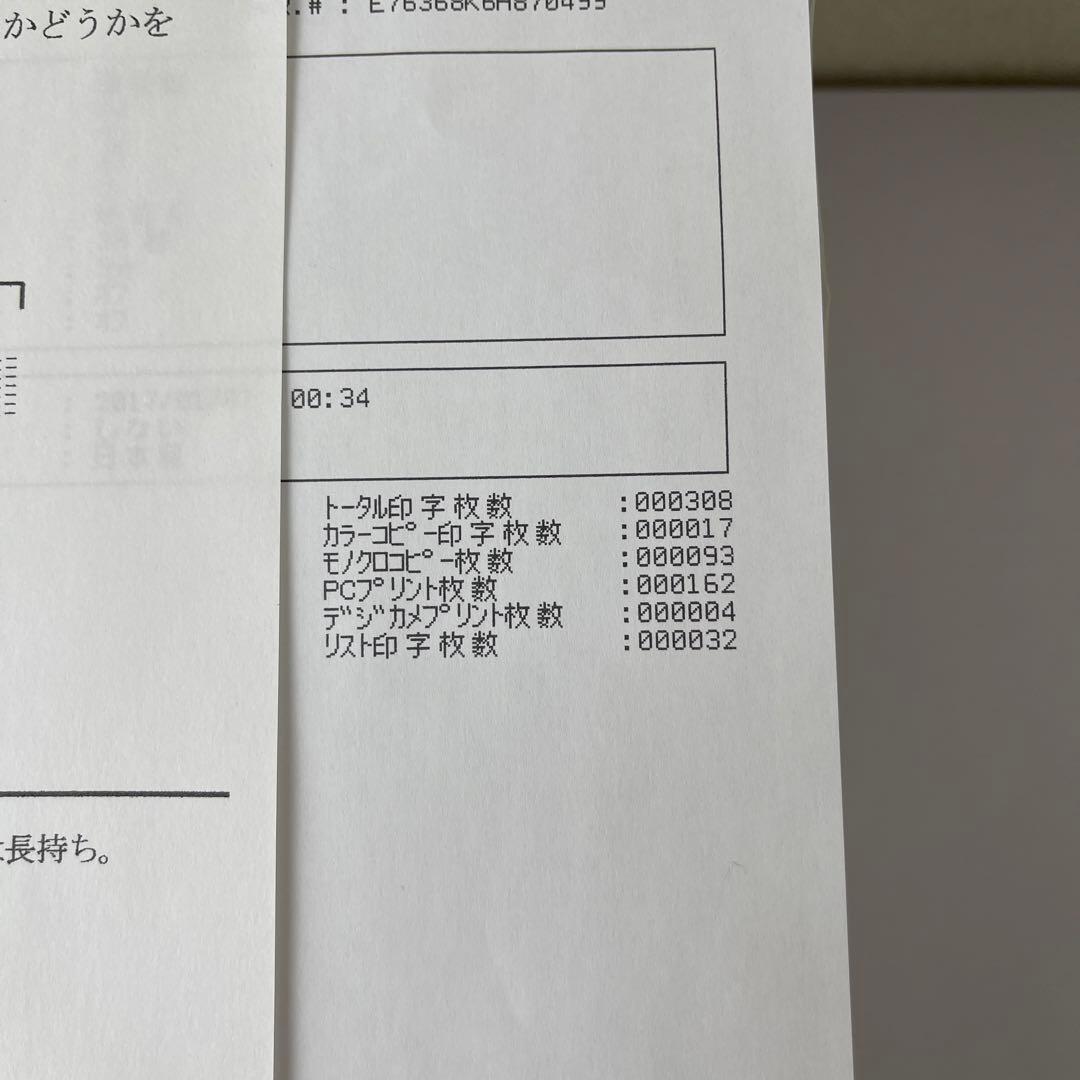 かどうかを
00:34
トータル印字枚数 :000308
カラーコピー印字枚数 :000017
モノクロコピー枚数 :000093
PCプリント枚数 :000162
デジカメプリント枚数 :000004
リスト印字枚数 :000032
長持ち。